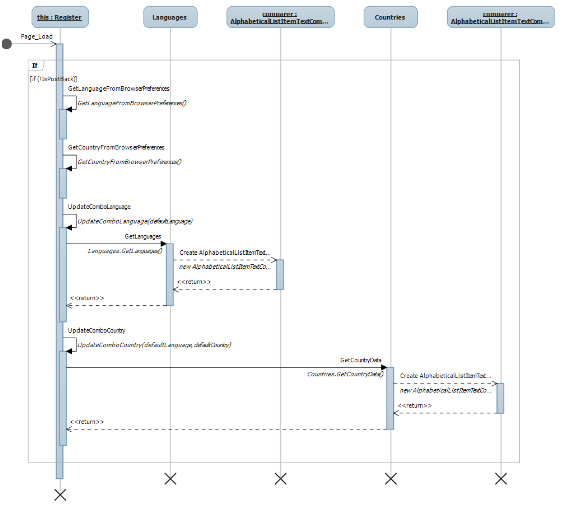 this : Register
Languages
comparer :
AlphabeticalListItemTextCom...
Countries
comparer :
AlphabeticalListItemTextCom...
Page_Load
If
[if (!IsPostBack)]
GetLanguageFromBrowserPreferences
GetLanguageFromBrowserPreferences()
GetCountryFromBrowserPreferences
GetCountryFromBrowserPreferences()
UpdateComboLanguage
UpdateComboLanguage(defaultLanguage)
GetLanguages
Languages.GetLanguages()
Create AlphabeticalListItemText...
new AlphabeticalListItemTextCo...
<<return>>
<<return>>
UpdateComboCountry
UpdateComboCountry(defaultLanguage, defaultCountry)
GetCountryData
Countries.GetCountryData()
Create AlphabeticalListItemText...
new AlphabeticalListItemTextCo...
<<return>>
<<return>>